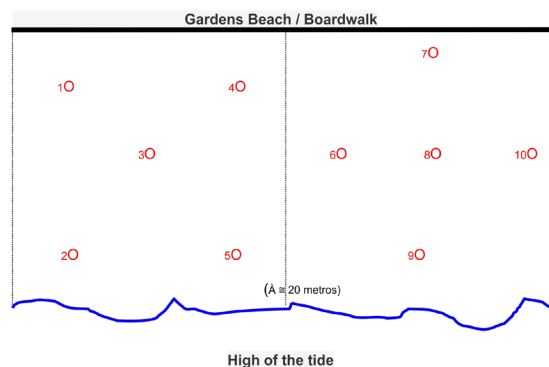 Gardens Beach / Boardwalk
7O
1O
4O
3O
6O
8O
10O
2O
5O
9O
(À ≅ 20 metros)
High of the tide